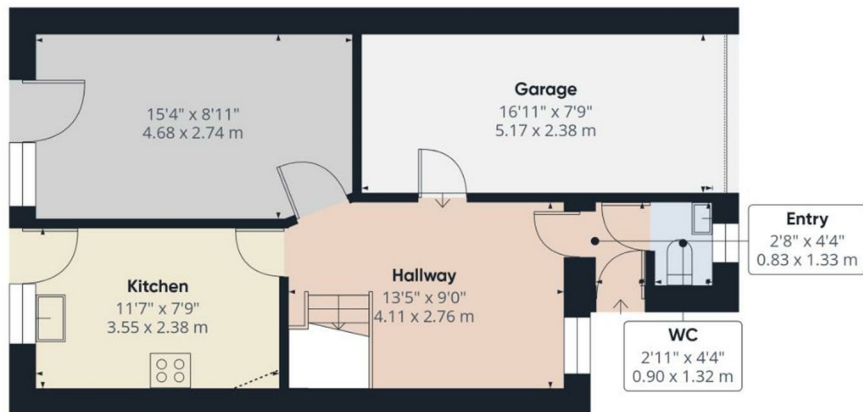 15'4" x 8'11"
4.68 x 2.74 m
Garage
16'11" x 7'9"
5.17 x 2.38 m
Kitchen
11'7" x 7'9"
3.55 x 2.38 m
Hallway
13'5" x 9'0"
4.11 x 2.76 m
Entry
2'8" x 4'4"
0.83 x 1.33 m
WC
2'11" x 4'4"
0.90 x 1.32 m